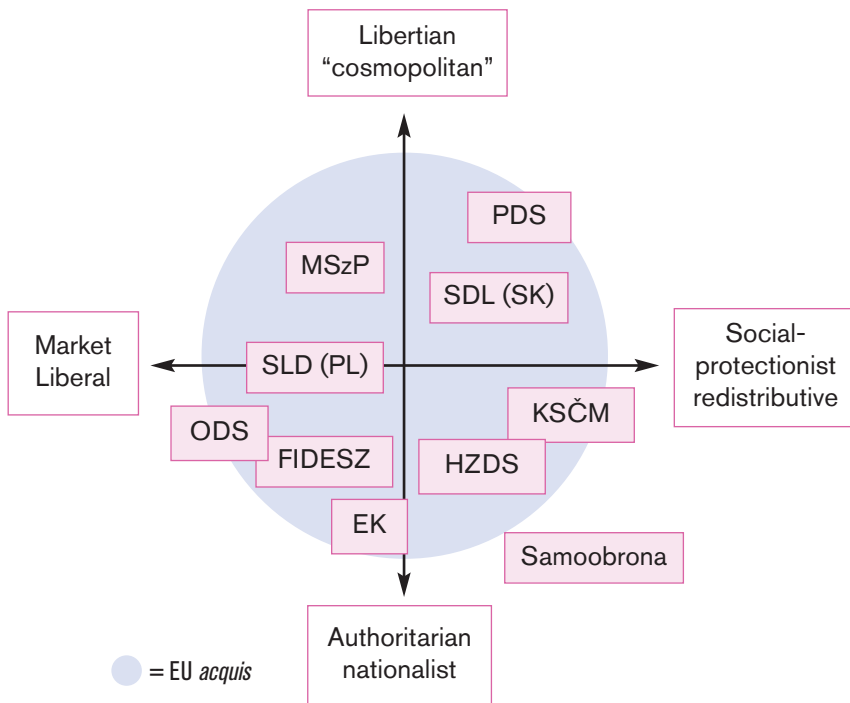 Libertian
“cosmopolitan”
PDS
MSzP
SDL (SK)
Market
Liberal
SLD (PL)
Social-
protectionist
redistributive
ODS
KSČM
FIDESZ
HZDS
EK
Samoobrona
Authoritarian
nationalist
= EU acquis